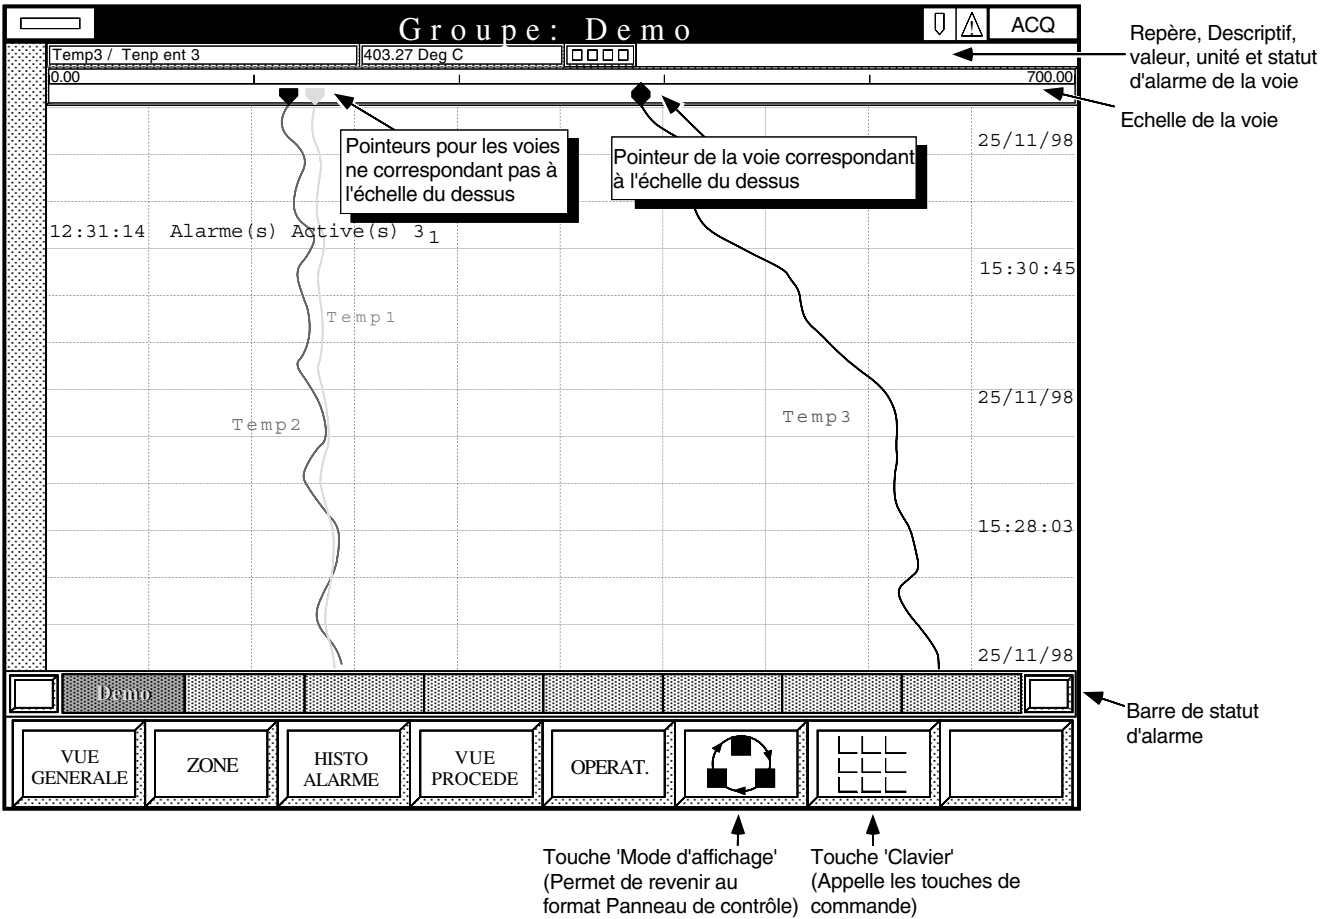 Groupe: Demo
ACQ
Temp3 / Tenp ent 3
403.27 Deg C
0.00
700.00
Repère, Descriptif,
valeur, unité et statut
d'alarme de la voie
Echelle de la voie
Pointeurs pour les voies
ne correspondant pas à
l'échelle du dessus
Pointeur de la voie correspondant
à l'échelle du dessus
25/11/98
12:31:14 Alarme(s) Active(s) 3 1
15:30:45
Temp1
25/11/98
Temp2
Temp3
15:28:03
25/11/98
Demo
Barre de statut
d'alarme
VUE
GENERALE
ZONE
HISTO
ALARME
VUE
PROCEDE
OPERAT.
Touche 'Mode d'affichage'
(Permet de revenir au
format Panneau de contrôle)
Touche 'Clavier'
(Appelle les touches de
commande)